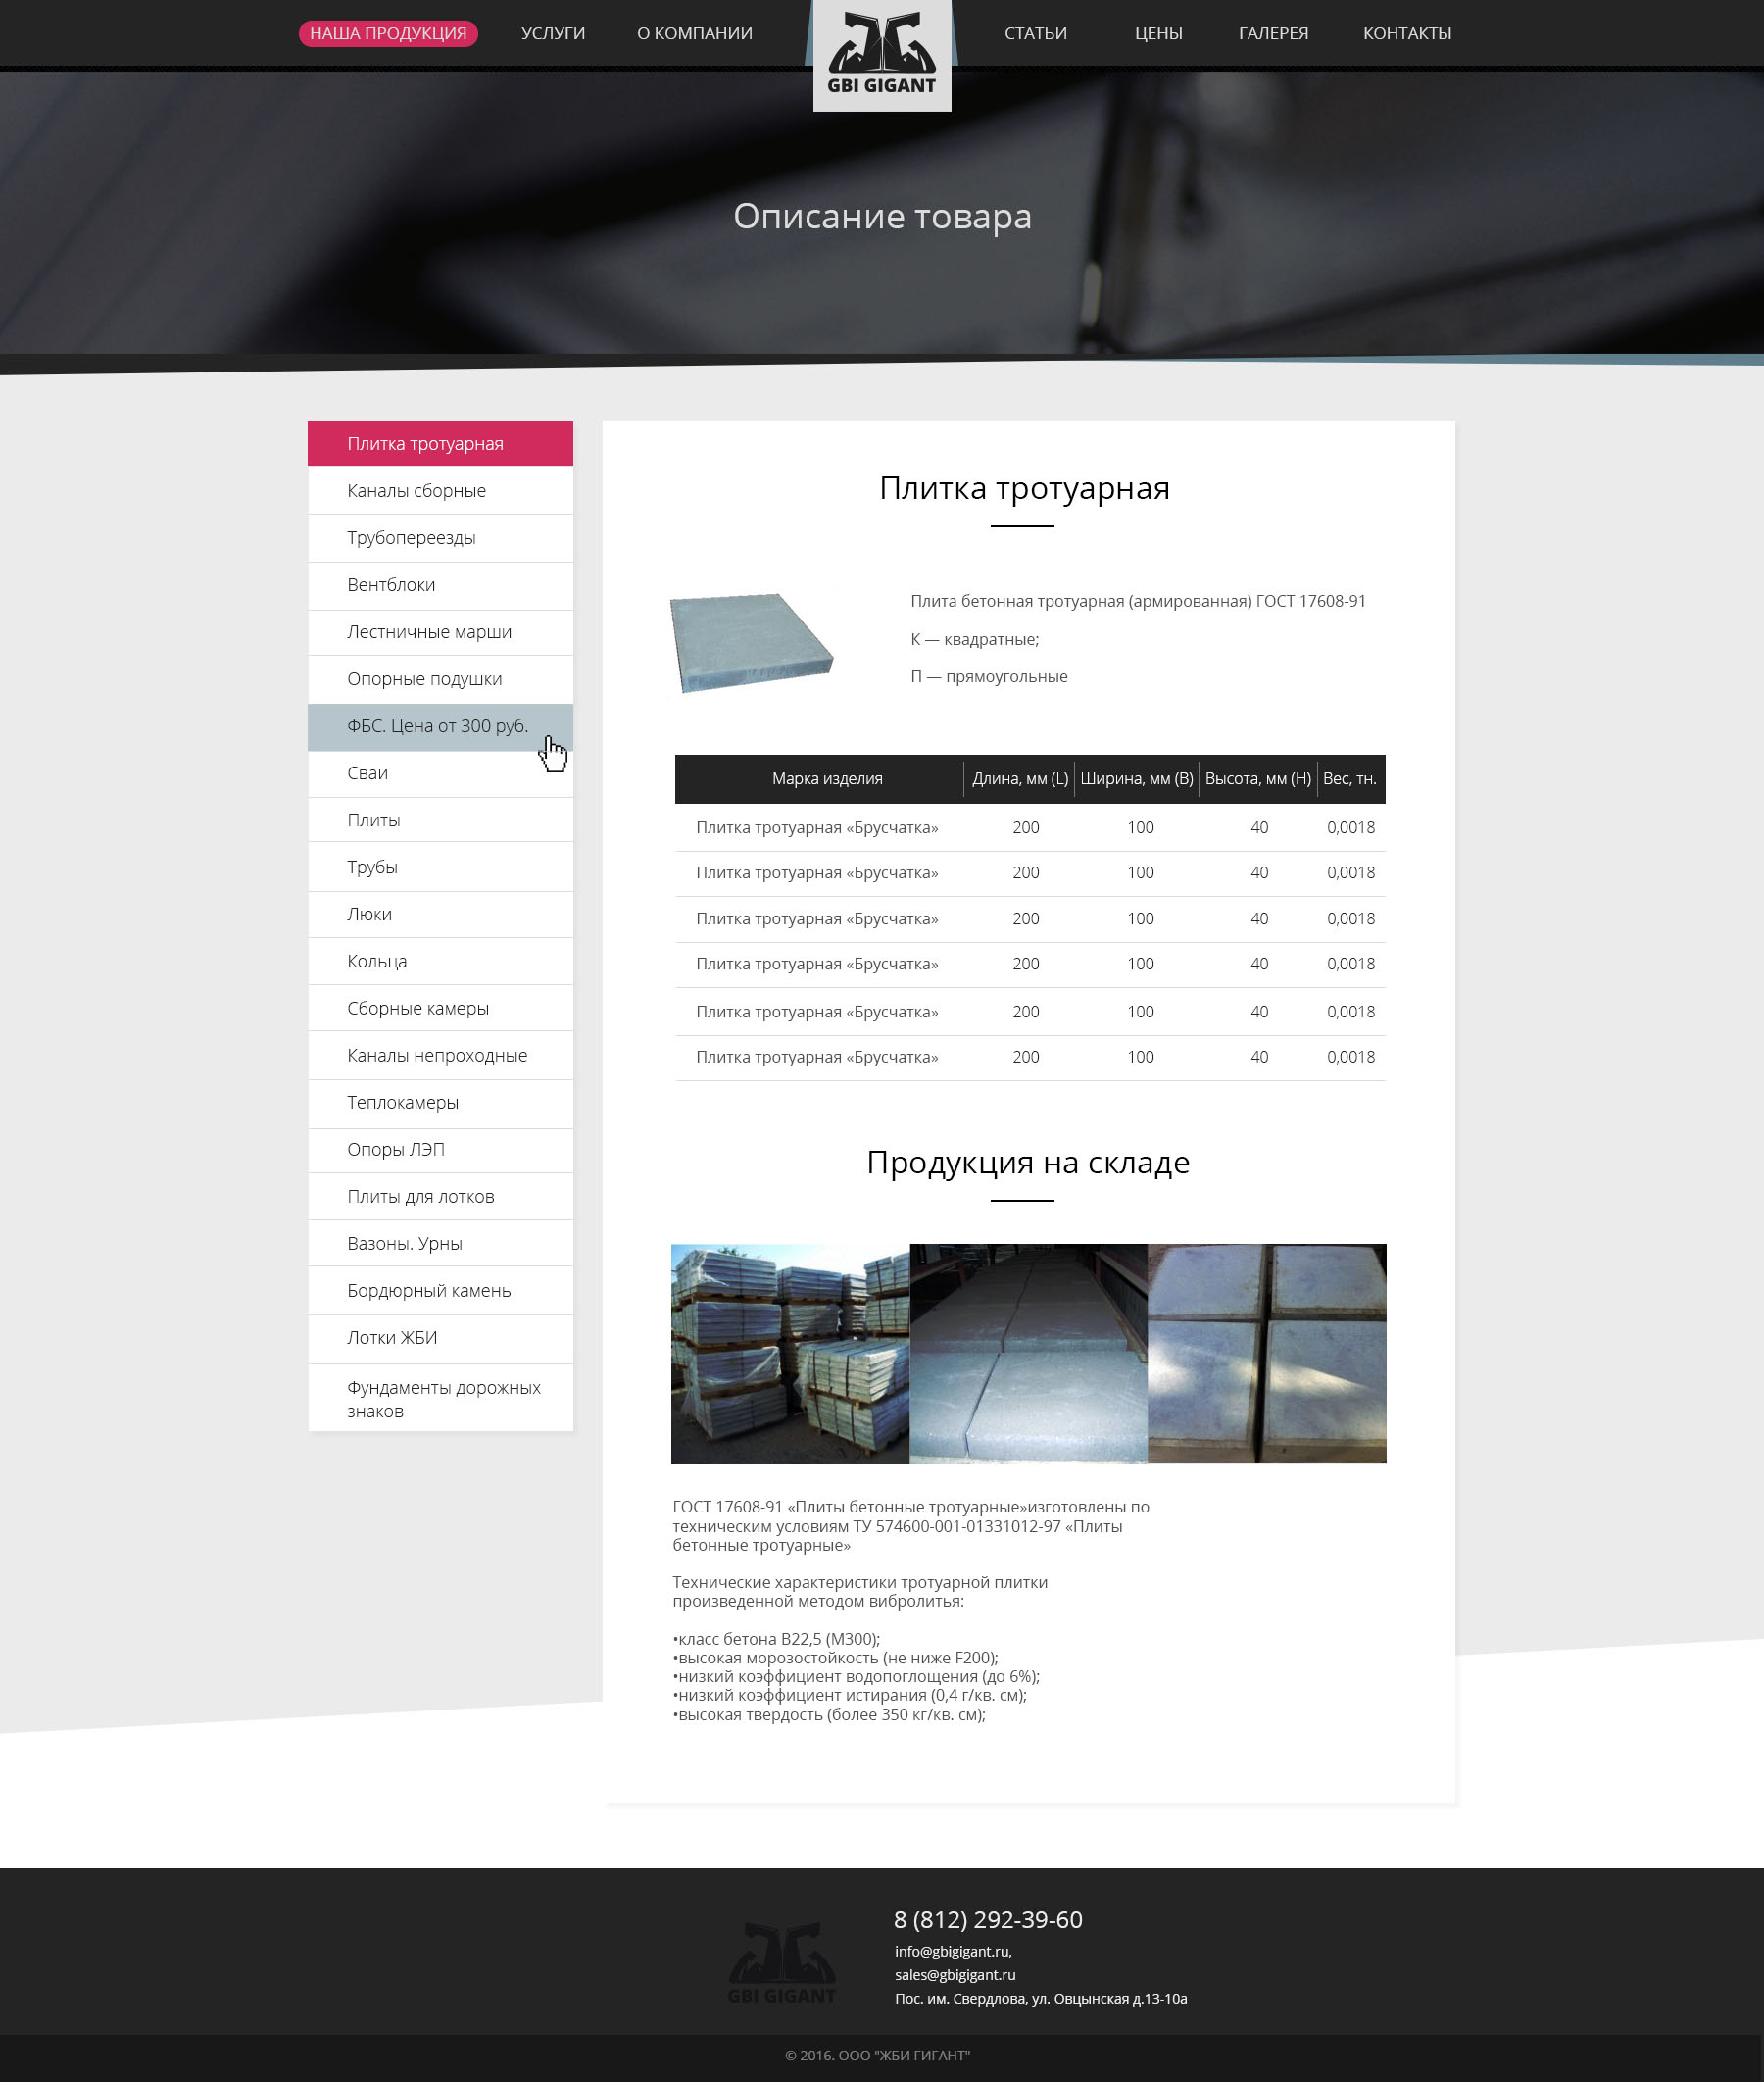 НАША ПРОДУКЦИЯ УСЛУГИ О КОМПАНИИ GBI GIGANT СТАТЬИ ЦЕНЫ ГАЛЕРЕЯ КОНТАКТЫ
Описание товара
Плитка тротуарная
Каналы сборные
Трубопереезды
Вентблоки
Лестничные марши
Опорные подушки
ФБС. Цена от 300 руб.
Сваи
Плиты
Трубы
Люки
Кольца
Сборные камеры
Каналы непроходные
Теплокамеры
Опоры ЛЭП
Плиты для лотков
Вазоны. Урны
Бордюрный камень
Лотки ЖБИ
Фундаменты дорожных
знаков
Плитка тротуарная
Плита бетонная тротуарная (армированная) ГОСТ 17608-91
К — квадратные;
П — прямоугольные
Марка изделия Длина, мм (L) Ширина, мм (B) Высота, мм (H) Вес, тн.
Плитка тротуарная «Брусчатка» 200 100 40 0,0018
Плитка тротуарная «Брусчатка» 200 100 40 0,0018
Плитка тротуарная «Брусчатка» 200 100 40 0,0018
Плитка тротуарная «Брусчатка» 200 100 40 0,0018
Плитка тротуарная «Брусчатка» 200 100 40 0,0018
Плитка тротуарная «Брусчатка» 200 100 40 0,0018
Продукция на складе
ГОСТ 17608-91 «Плиты бетонные тротуарные»изготовлены по
техническим условиям ТУ 574600-001-01331012-97 «Плиты
бетонные тротуарные»
Технические характеристики тротуарной плитки
произведенной методом вибролитья:
•класс бетона В22,5 (М300);
•высокая морозостойкость (не ниже F200);
•низкий коэффициент водопоглощения (до 6%);
•низкий коэффициент истирания (0,4 г/кв. см);
•высокая твердость (более 350 кг/кв. см);
GBI GIGANT
8 (812) 292-39-60
info@gbigigant.ru,
sales@gbigigant.ru
Пос. им. Свердлова, ул. Овцынская д.13-10а
© 2016. ООО "ЖБИ ГИГАНТ"